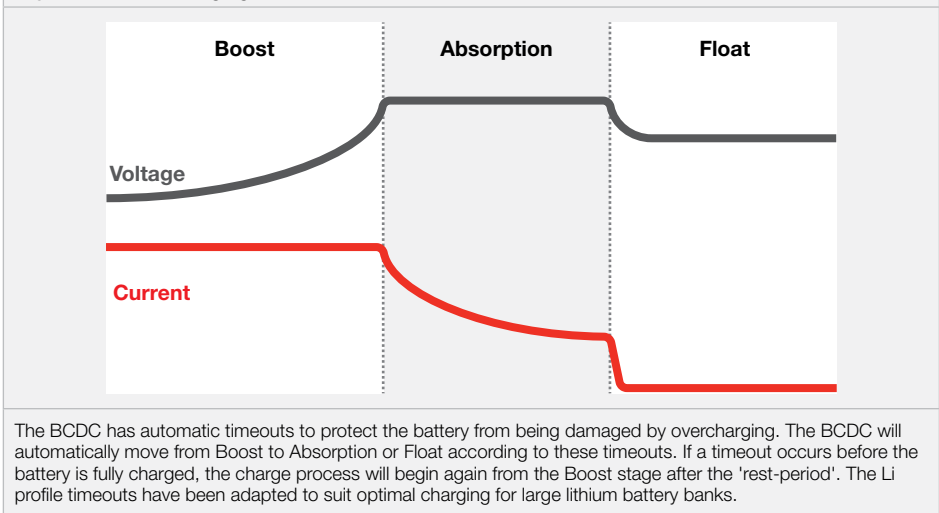 Boost
Absorption
Float
Voltage
Current
The BCDC has automatic timeouts to protect the battery from being damaged by overcharging. The BCDC will
automatically move from Boost to Absorption or Float according to these timeouts. If a timeout occurs before the
battery is fully charged, the charge process will begin again from the Boost stage after the 'rest-period'. The Li
profile timeouts have been adapted to suit optimal charging for large lithium battery banks.